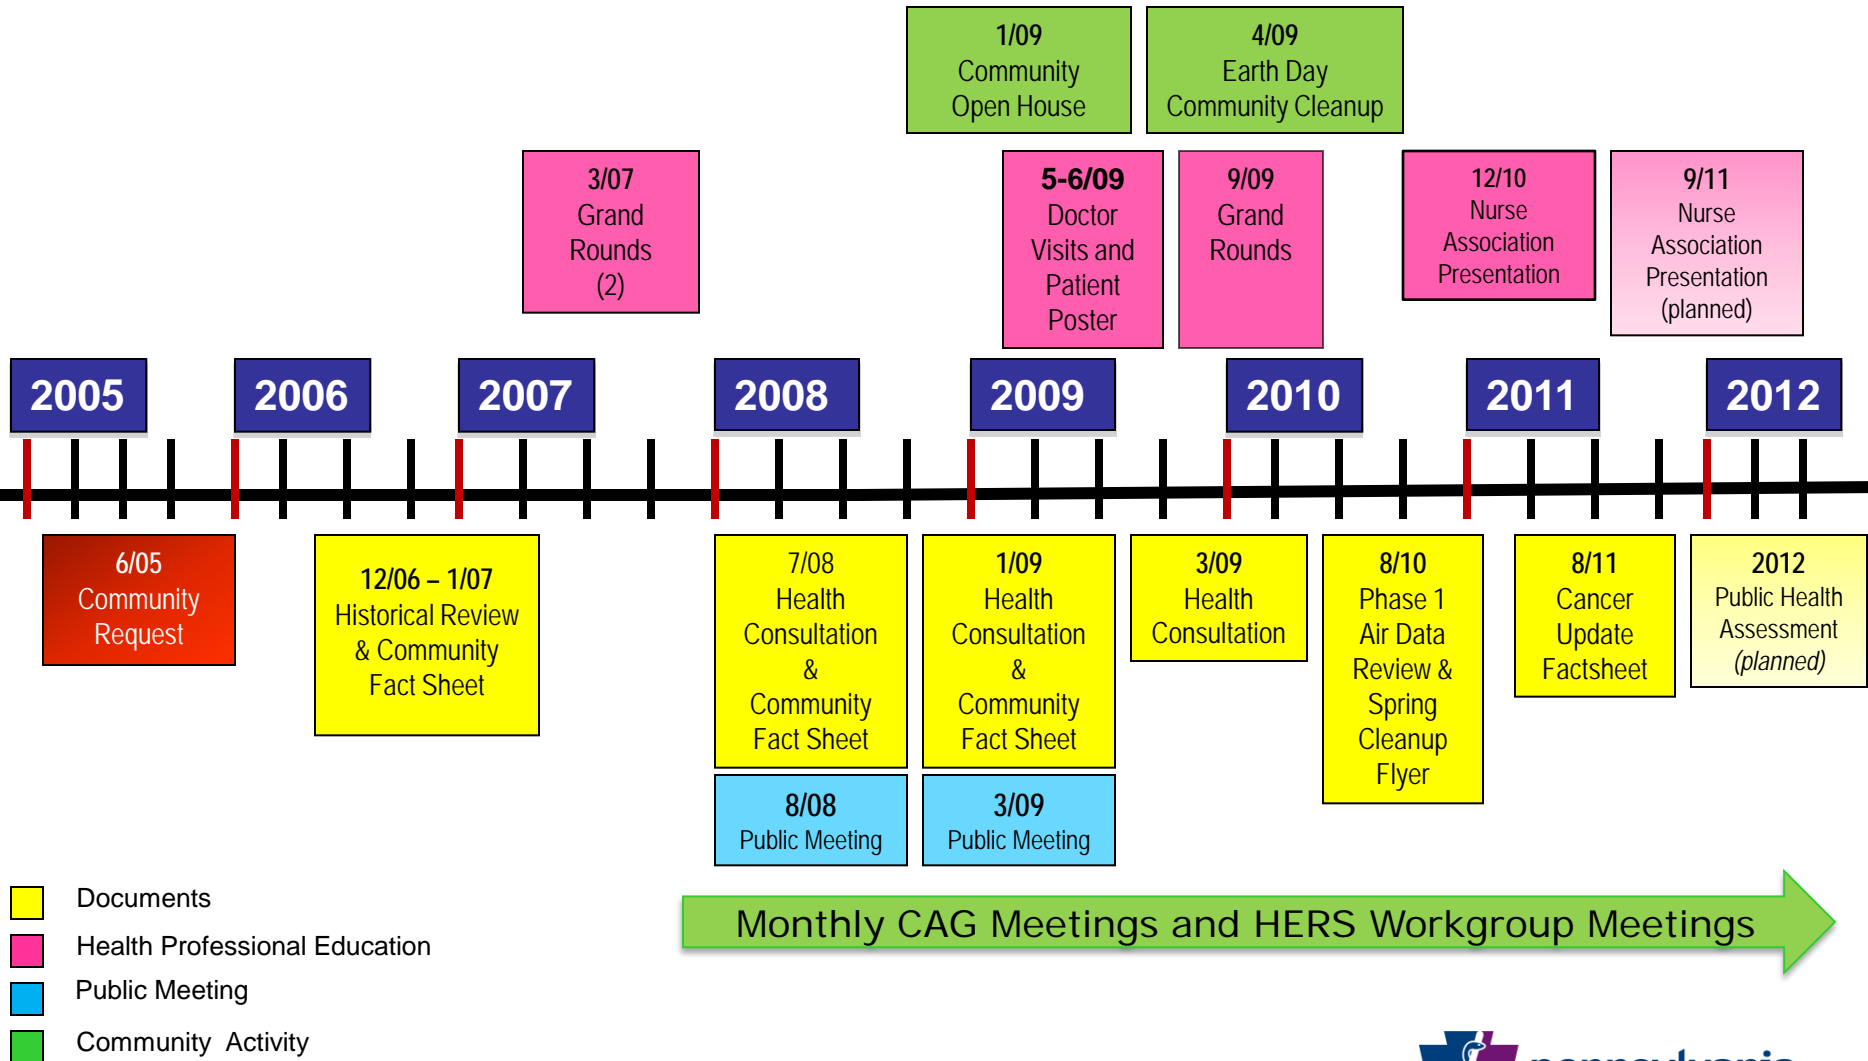 1/09
Community
Open House
4/09
Earth Day
Community Cleanup
3/07
Grand
Rounds
(2)
5-6/09
Doctor
Visits and
Patient
Poster
9/09
Grand
Rounds
12/10
Nurse
Association
Presentation
9/11
Nurse
Association
Presentation
(planned)
2005
2006
2007
2008
2009
2010
2011
2012
6/05
Community
Request
12/06 – 1/07
Historical Review
& Community
Fact Sheet
7/08
Health
Consultation
&
Community
Fact Sheet
1/09
Health
Consultation
&
Community
Fact Sheet
3/09
Health
Consultation
8/10
Phase 1
Air Data
Review &
Spring
Cleanup
Flyer
8/11
Cancer
Update
Factsheet
2012
Public Health
Assessment
(planned)
8/08
Public Meeting
3/09
Public Meeting
Documents
Health Professional Education
Public Meeting
Community Activity
Monthly CAG Meetings and HERS Workgroup Meetings
pennsylvania